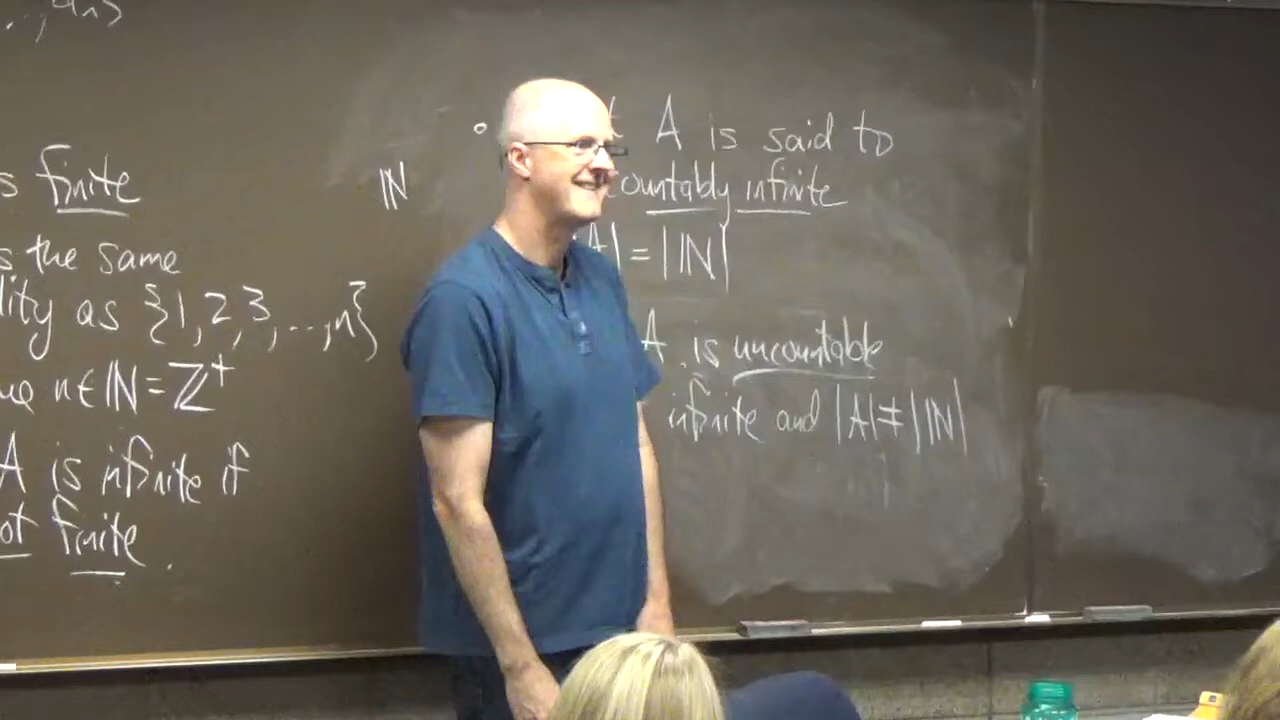 s finite
s the same
lity as {1, 2, 3, ..., n}
n ∈ ℕ = ℤ⁺
A is infinite if
ot finite.
ℕ
A is said to
ountably infinite
A| = |ℕ|
A is uncountable
infinite and |A| ≠ |ℕ|